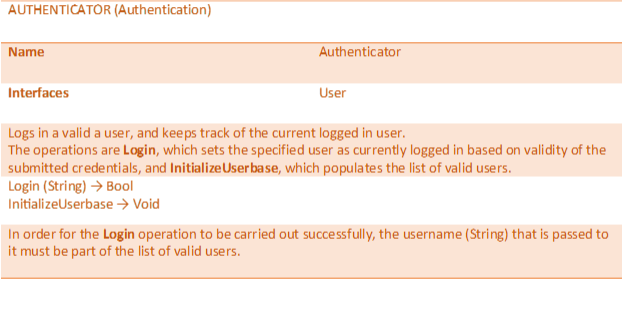 AUTHENTICATOR (Authentication)
Name Authenticator
Interfaces User
Logs in a valid a user, and keeps track of the current logged in user.
The operations are Login, which sets the specified user as currently logged in based on validity of the
submitted credentials, and InitializeUserbase, which populates the list of valid users.
Login (String) → Bool
InitializeUserbase → Void
In order for the Login operation to be carried out successfully, the username (String) that is passed to
it must be part of the list of valid users.